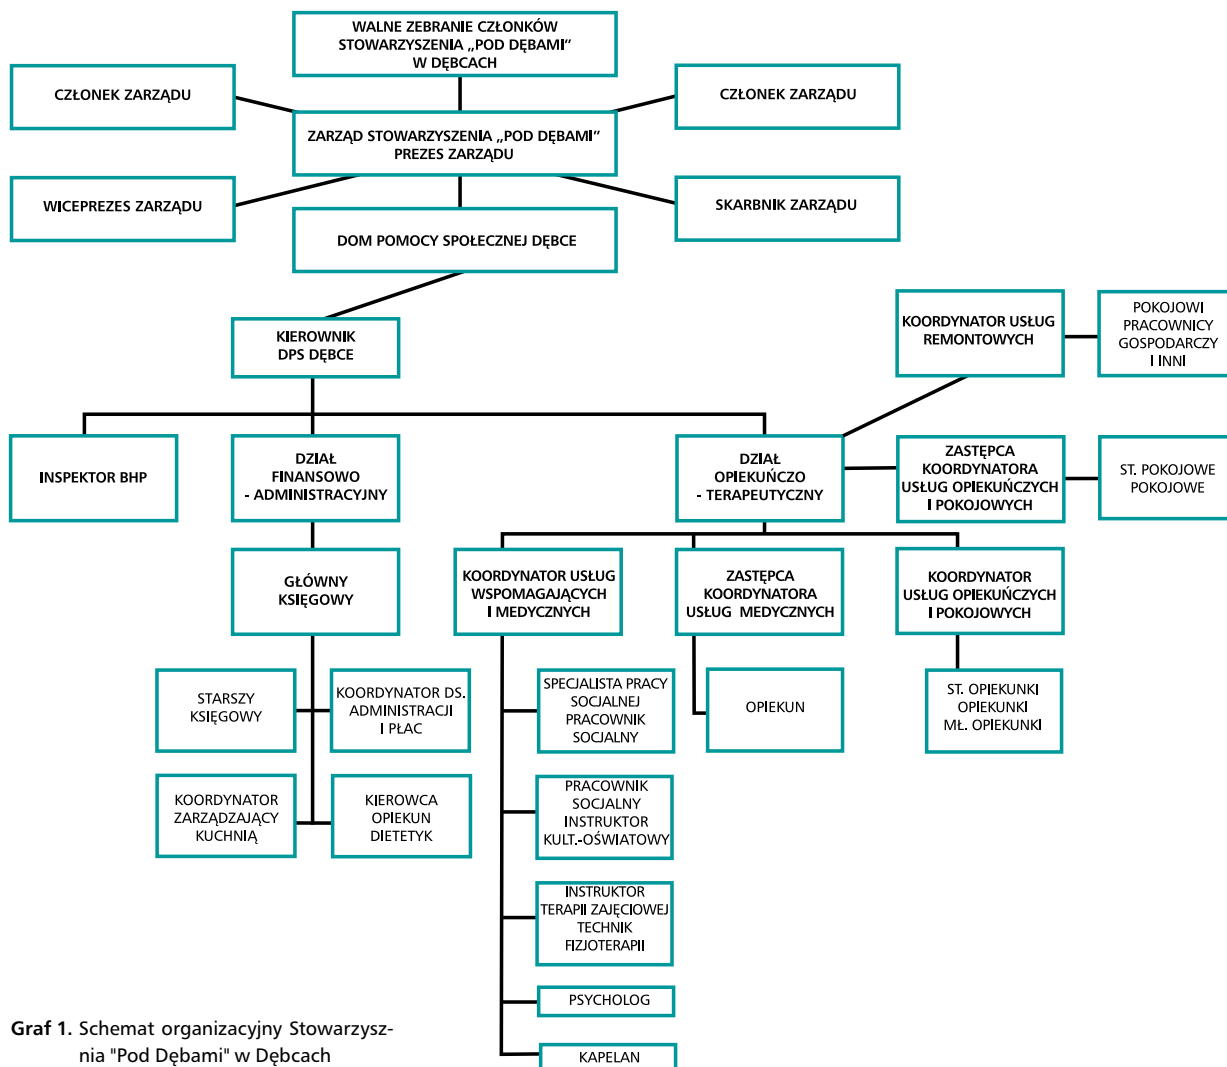 WALNE ZEBRANIE CZŁONKÓW
STOWARZYSZENIA „POD DĘBAMI”
W DĘBCACH
CZŁONEK ZARZĄDU
CZŁONEK ZARZĄDU
ZARZĄD STOWARZYSZENIA „POD DĘBAMI”
PREZES ZARZĄDU
WICEPREZES ZARZĄDU
SKARBNIK ZARZĄDU
DOM POMOCY SPOŁECZNEJ DĘBCE
KIEROWNIK
DPS DĘBCE
KOORDYNATOR USŁUG
REMONTOWYCH
POKOJOWI
PRACOWNICY
GOSPODARCZY
I INNI
INSPEKTOR BHP
DZIAŁ
FINANSOWO
- ADMINISTRACYJNY
DZIAŁ
OPIEKUŃCZO
- TERAPEUTYCZNY
ZASTĘPCA
KOORDYNATORA
USŁUG OPIEKUŃCZYCH
I POKOJOWYCH
ST. POKOJOWE
POKOJOWE
GŁÓWNY
KSIĘGOWY
KOORDYNATOR USŁUG
WSPOMAGAJĄCYCH
I MEDYCZNYCH
ZASTĘPCA
KOORDYNATORA
USŁUG MEDYCZNYCH
KOORDYNATOR
USŁUG OPIEKUŃCZYCH
I POKOJOWYCH
STARSZY
KSIĘGOWY
KOORDYNATOR DS.
ADMINISTRACJI
I PŁAC
SPECJALISTA PRACY
SOCJALNEJ
PRACOWNIK
SOCJALNY
OPIEKUN
ST. OPIEKUNKI
OPIEKUNKI
MŁ. OPIEKUNKI
KOORDYNATOR
ZARZĄDZAJĄCY
KUCHNIĄ
KIEROWCA
OPIEKUN
DIETETYK
PRACOWNIK
SOCJALNY
INSTRUKTOR
KULT.-OŚWIATOWY
INSTRUKTOR
TERAPII ZAJĘCIOWEJ
TECHNIK
FIZJOTERAPII
PSYCHOLOG
KAPELAN
Graf 1. Schemat organizacyjny Stowarzysz-
nia "Pod Dębami" w Dębcach